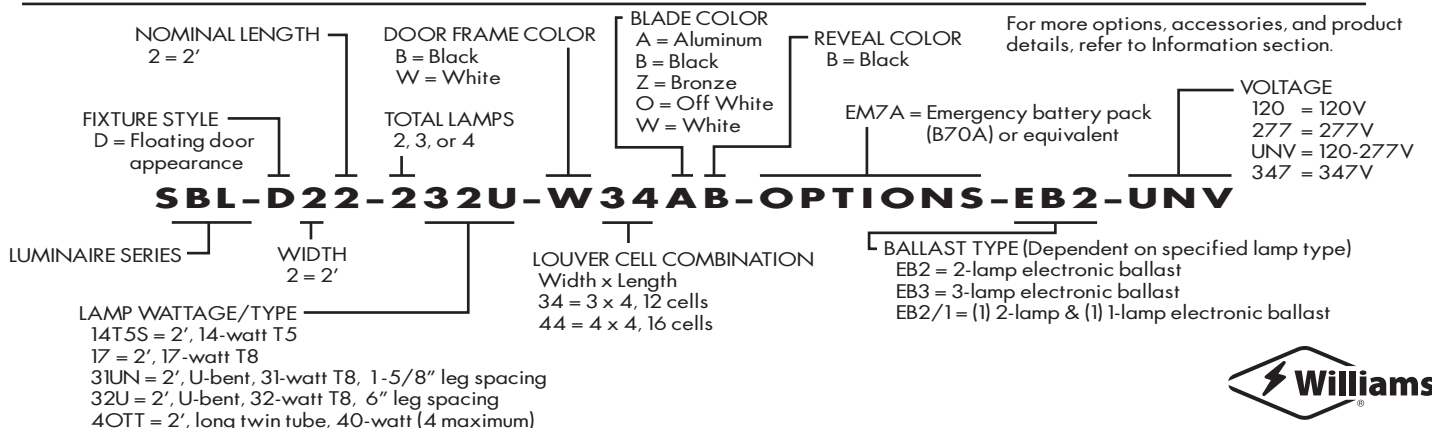 NOMINAL LENGTH
2 = 2'
DOOR FRAME COLOR
B = Black
W = White
BLADE COLOR
A = Aluminum
B = Black
Z = Bronze
O = Off White
W = White
REVEAL COLOR
B = Black
For more options, accessories, and product
details, refer to Information section.
FIXTURE STYLE
D = Floating door
appearance
TOTAL LAMPS
2, 3, or 4
EM7A = Emergency battery pack
(B70A) or equivalent
VOLTAGE
120 = 120V
277 = 277V
UNV = 120-277V
347 = 347V
SBL-D22-232U-W34AB-OPTIONS-EB2-UNV
LUMINAIRE SERIES
WIDTH
2 = 2'
LAMP WATTAGE/TYPE
14T5S = 2', 14-watt T5
17 = 2', 17-watt T8
31UN = 2', U-bent, 31-watt T8, 1-5/8" leg spacing
32U = 2', U-bent, 32-watt T8, 6" leg spacing
40TT = 2', long twin tube, 40-watt (4 maximum)
LOUVER CELL COMBINATION
Width x Length
34 = 3 x 4, 12 cells
44 = 4 x 4, 16 cells
BALLAST TYPE (Dependent on specified lamp type)
EB2 = 2-lamp electronic ballast
EB3 = 3-lamp electronic ballast
EB2/1 = (1) 2-lamp & (1) 1-lamp electronic ballast
Williams
®